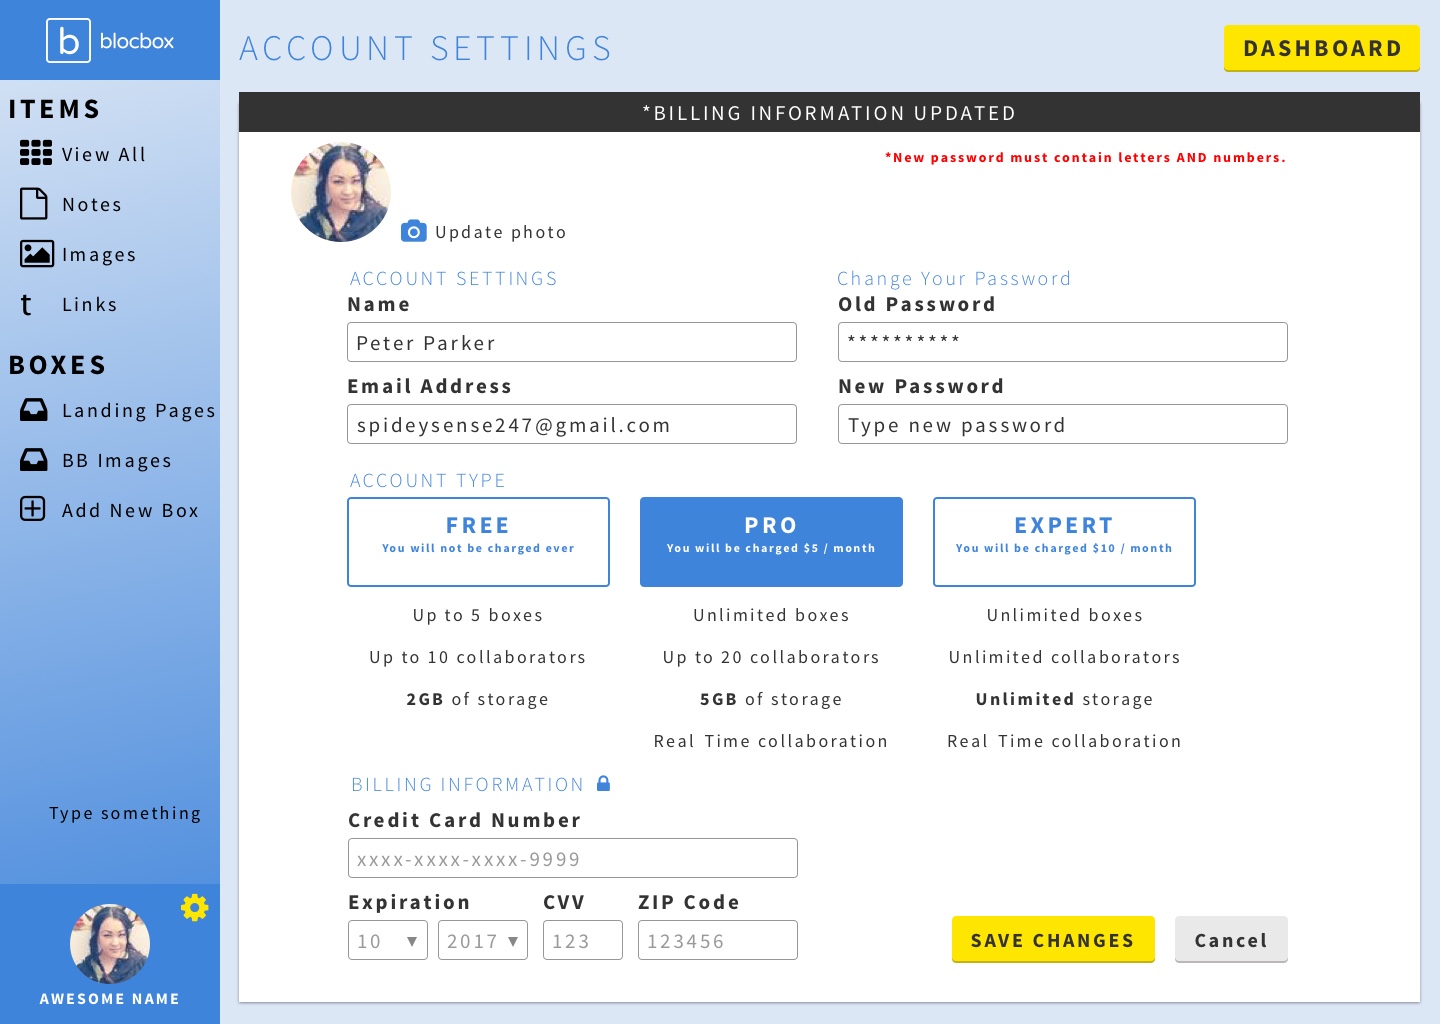 b blocbox
ITEMS
View All
Notes
Images
t Links
BOXES
Landing Pages
BB Images
Add New Box
Type something
AWESOME NAME
ACCOUNT SETTINGS
DASHBOARD
*BILLING INFORMATION UPDATED
*New password must contain letters AND numbers.
Update photo
ACCOUNT SETTINGS
Name
Peter Parker
Email Address
spideysense247@gmail.com
Change Your Password
Old Password
**********
New Password
Type new password
ACCOUNT TYPE
FREE
You will not be charged ever
Up to 5 boxes
Up to 10 collaborators
2GB of storage
PRO
You will be charged $5 / month
Unlimited boxes
Up to 20 collaborators
5GB of storage
Real Time collaboration
EXPERT
You will be charged $10 / month
Unlimited boxes
Unlimited collaborators
Unlimited storage
Real Time collaboration
BILLING INFORMATION
Credit Card Number
xxxx-xxxx-xxxx-9999
Expiration CVV ZIP Code
10 ▼ 2017 ▼ 123 123456
SAVE CHANGES
Cancel